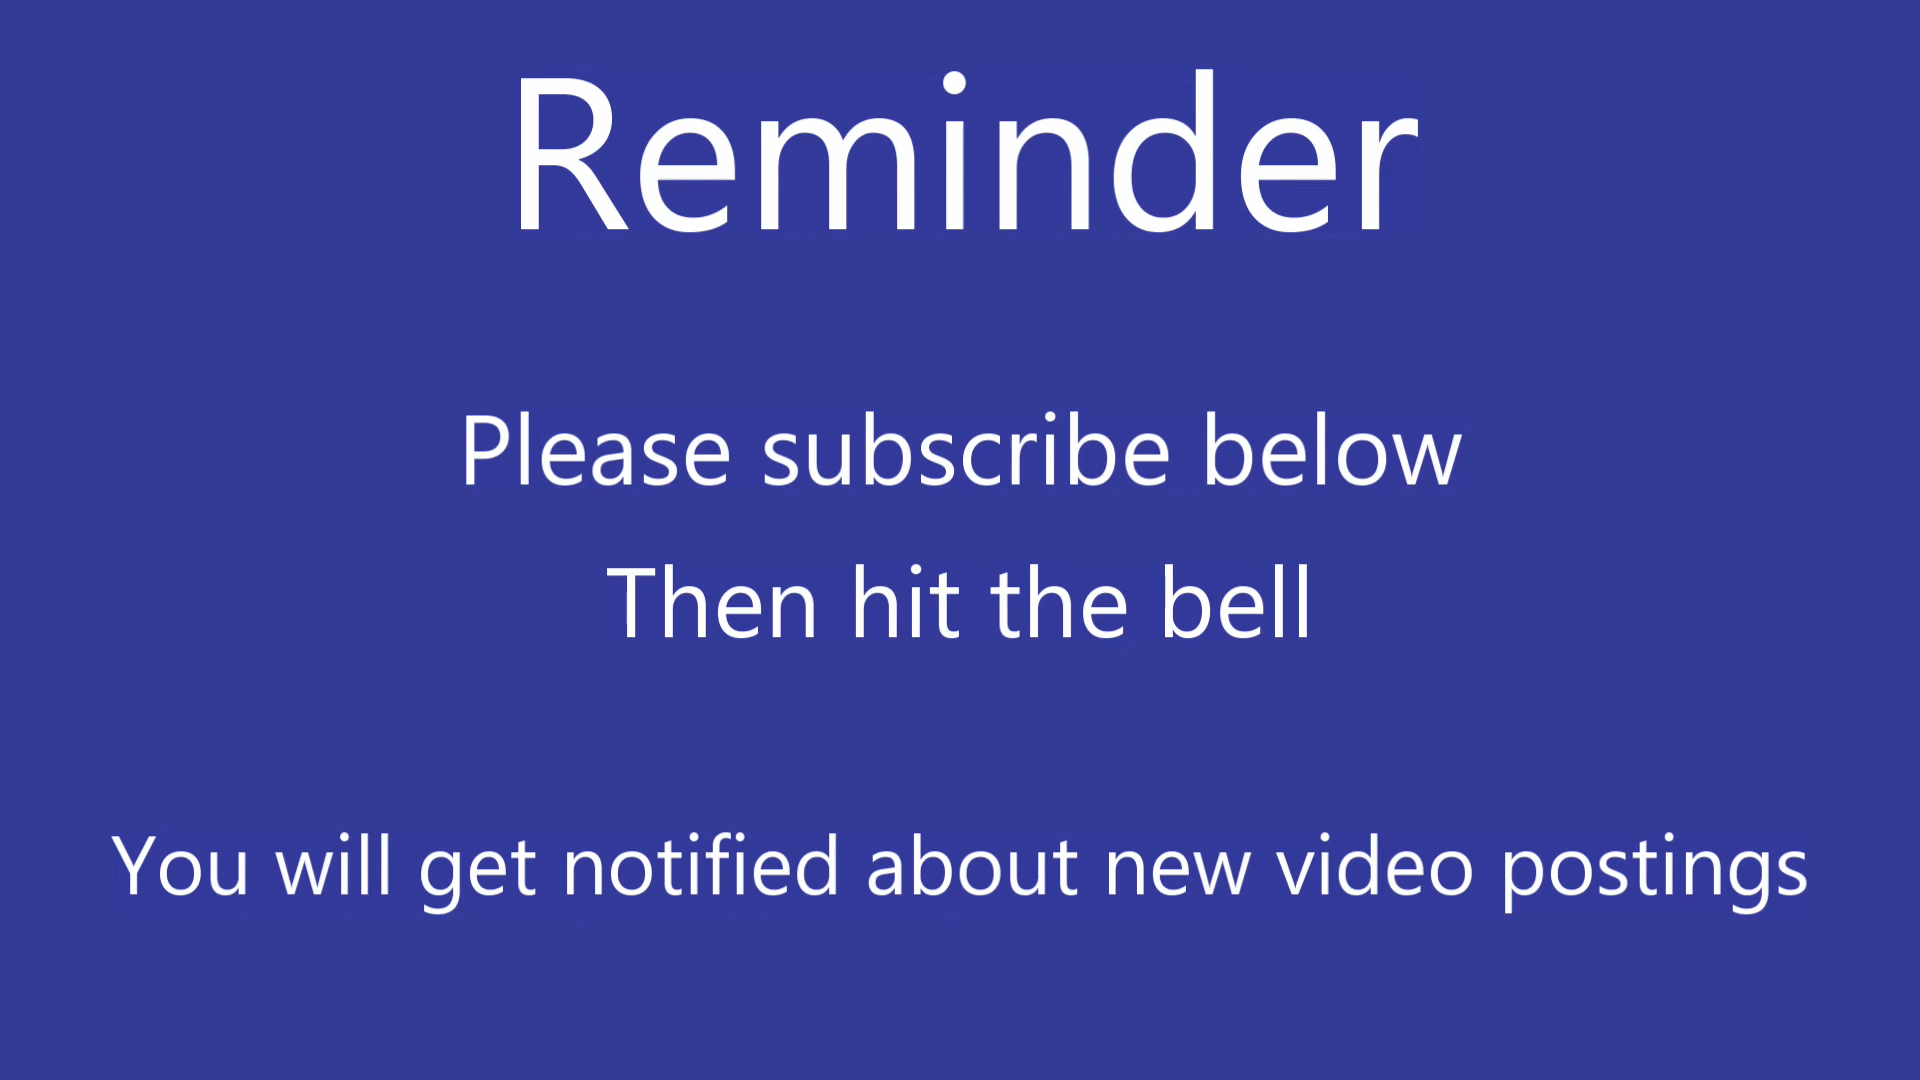 Reminder
Please subscribe below
Then hit the bell
You will get notified about new video postings